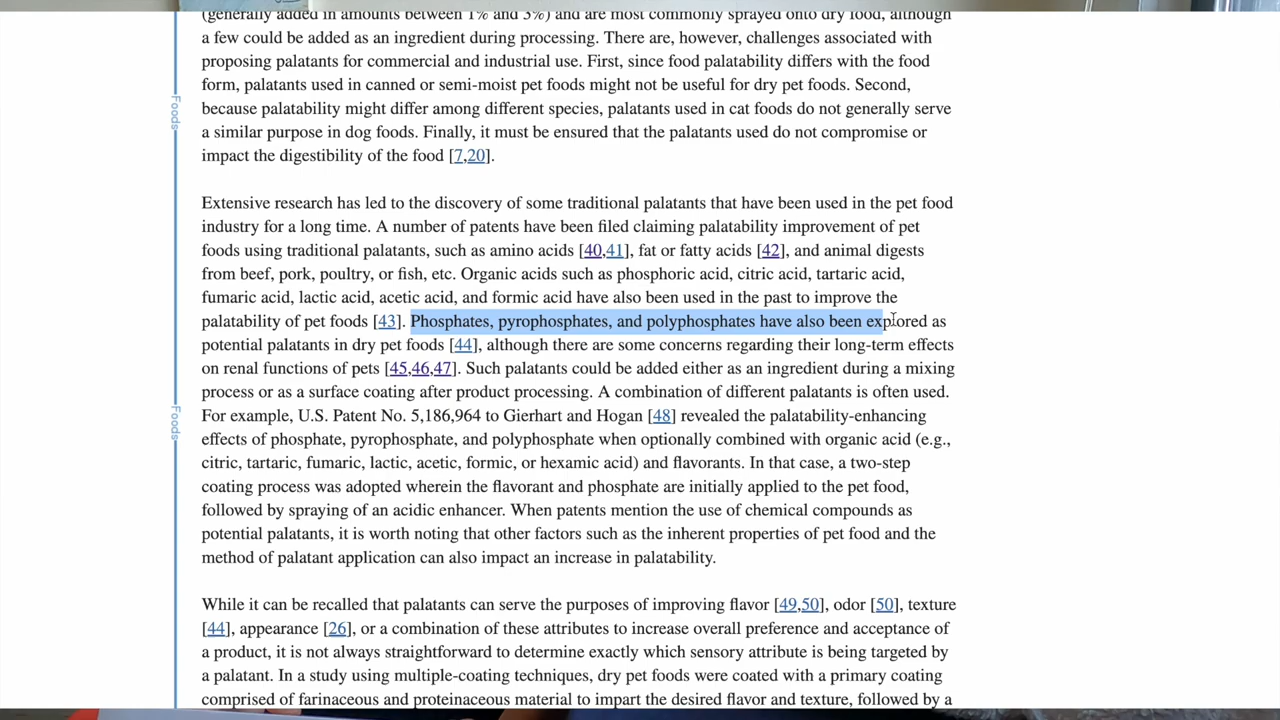 (generally added in amounts between 1% and 3%) and are most commonly sprayed onto dry food, although
a few could be added as an ingredient during processing. There are, however, challenges associated with
proposing palatants for commercial and industrial use. First, since food palatability differs with the food
form, palatants used in canned or semi-moist pet foods might not be useful for dry pet foods. Second,
because palatability might differ among different species, palatants used in cat foods do not generally serve
a similar purpose in dog foods. Finally, it must be ensured that the palatants used do not compromise or
impact the digestibility of the food [7,20].
Foods
Extensive research has led to the discovery of some traditional palatants that have been used in the pet food
industry for a long time. A number of patents have been filed claiming palatability improvement of pet
foods using traditional palatants, such as amino acids [40,41], fat or fatty acids [42], and animal digests
from beef, pork, poultry, or fish, etc. Organic acids such as phosphoric acid, citric acid, tartaric acid,
fumaric acid, lactic acid, acetic acid, and formic acid have also been used in the past to improve the
palatability of pet foods [43]. Phosphates, pyrophosphates, and polyphosphates have also been explored as
potential palatants in dry pet foods [44], although there are some concerns regarding their long-term effects
on renal functions of pets [45,46,47]. Such palatants could be added either as an ingredient during a mixing
process or as a surface coating after product processing. A combination of different palatants is often used.
For example, U.S. Patent No. 5,186,964 to Gierhart and Hogan [48] revealed the palatability-enhancing
effects of phosphate, pyrophosphate, and polyphosphate when optionally combined with organic acid (e.g.,
citric, tartaric, fumaric, lactic, acetic, formic, or hexamic acid) and flavorants. In that case, a two-step
coating process was adopted wherein the flavorant and phosphate are initially applied to the pet food,
followed by spraying of an acidic enhancer. When patents mention the use of chemical compounds as
potential palatants, it is worth noting that other factors such as the inherent properties of pet food and the
method of palatant application can also impact an increase in palatability.
Foods
While it can be recalled that palatants can serve the purposes of improving flavor [49,50], odor [50], texture
[44], appearance [26], or a combination of these attributes to increase overall preference and acceptance of
a product, it is not always straightforward to determine exactly which sensory attribute is being targeted by
a palatant. In a study using multiple-coating techniques, dry pet foods were coated with a primary coating
comprised of farinaceous and proteinaceous material to impart the desired flavor and texture, followed by a